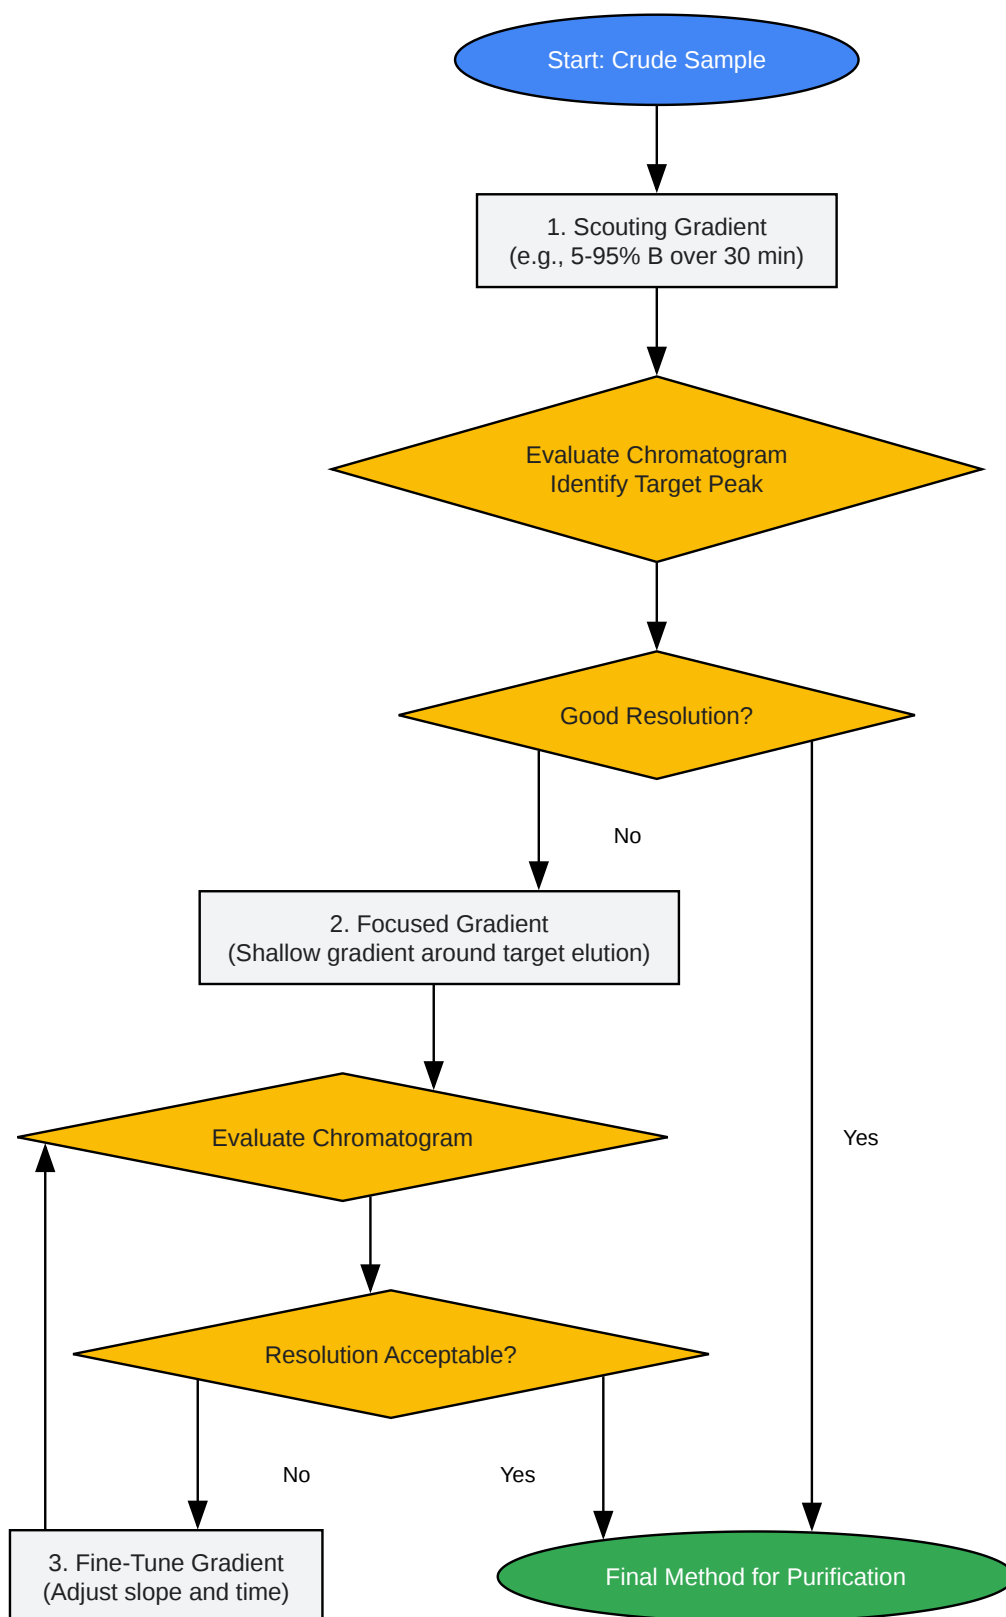 Start: Crude Sample
1. Scouting Gradient
(e.g., 5-95% B over 30 min)
Evaluate Chromatogram
Identify Target Peak
Good Resolution?
No
2. Focused Gradient
(Shallow gradient around target elution)
Evaluate Chromatogram
Yes
Resolution Acceptable?
No
Yes
3. Fine-Tune Gradient
(Adjust slope and time)
Final Method for Purification